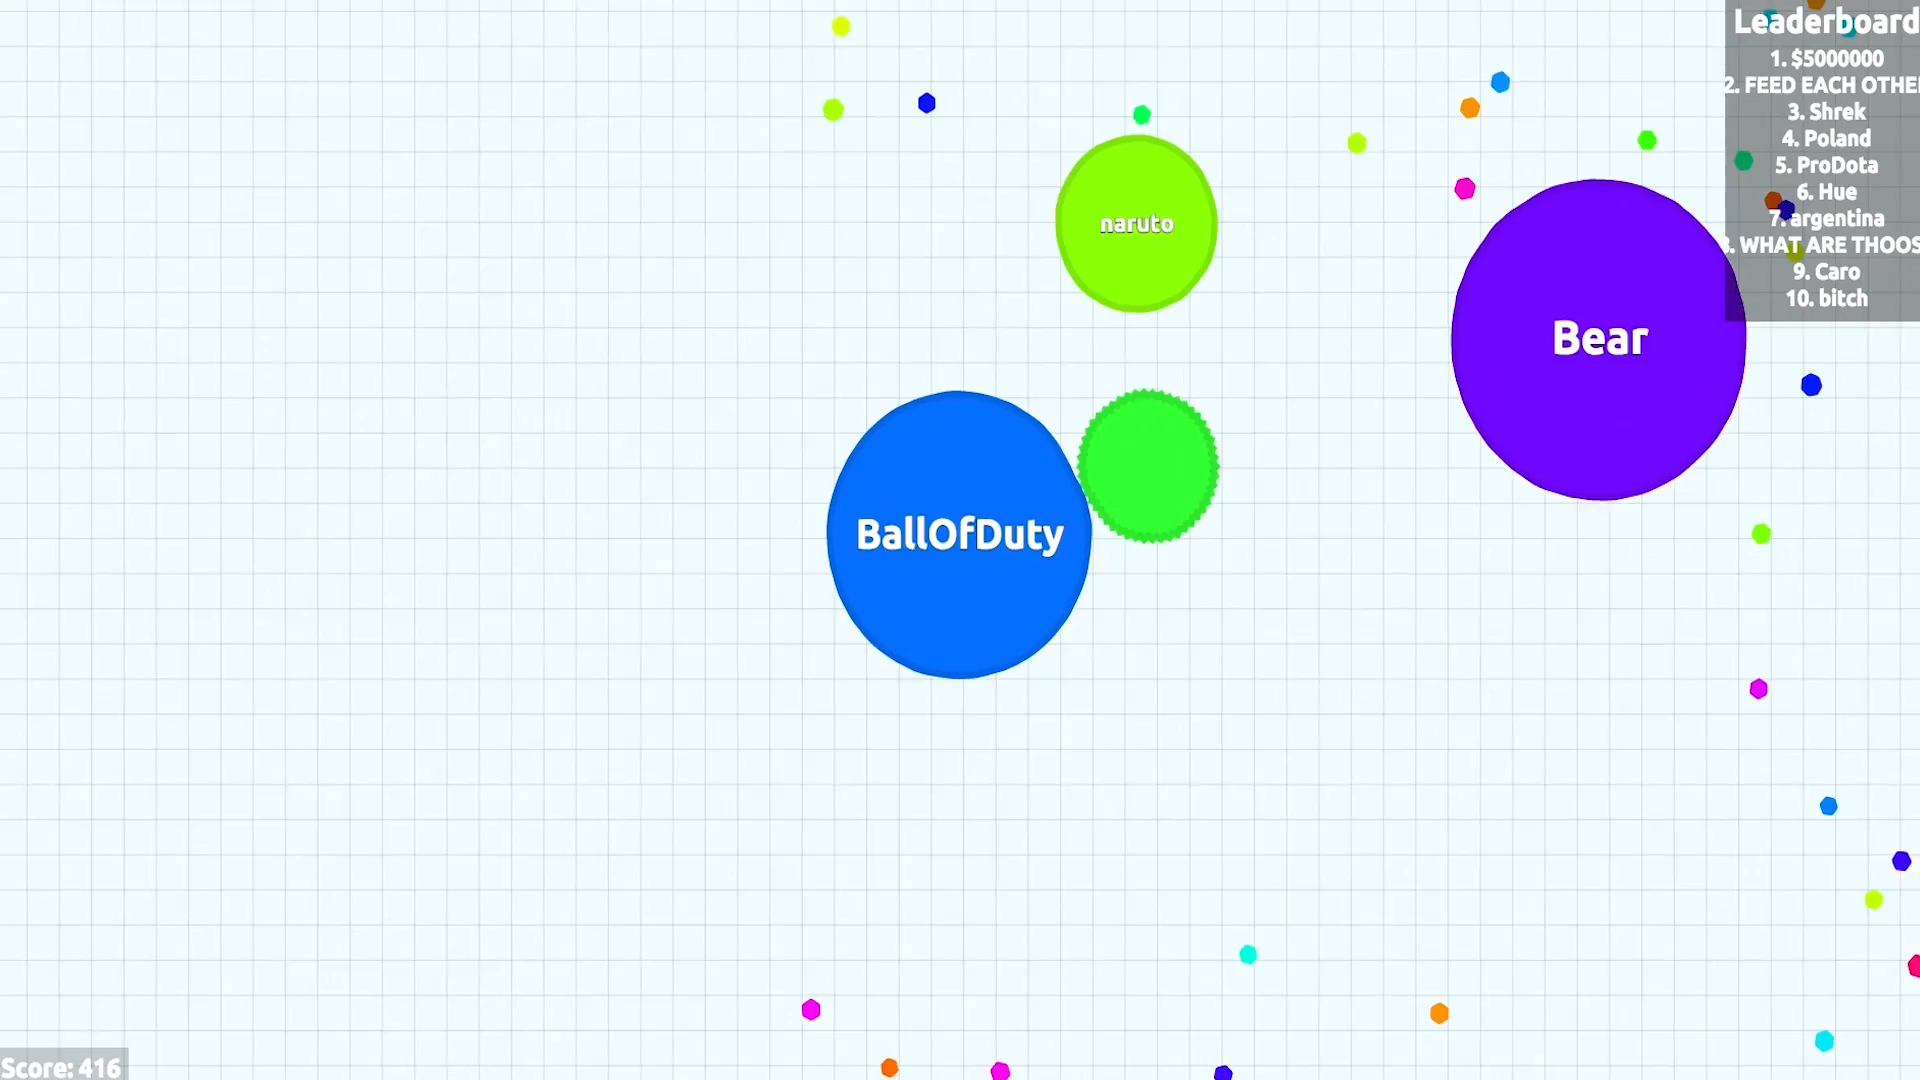 Leaderboard
1. $5000000
2. FEED EACH OTHE
3. Shrek
4. Poland
5. ProDota
6. Hue
7. argentina
8. WHAT ARE THOOS
9. Caro
10. bitch
naruto
Bear
BallOfDuty
Score: 416